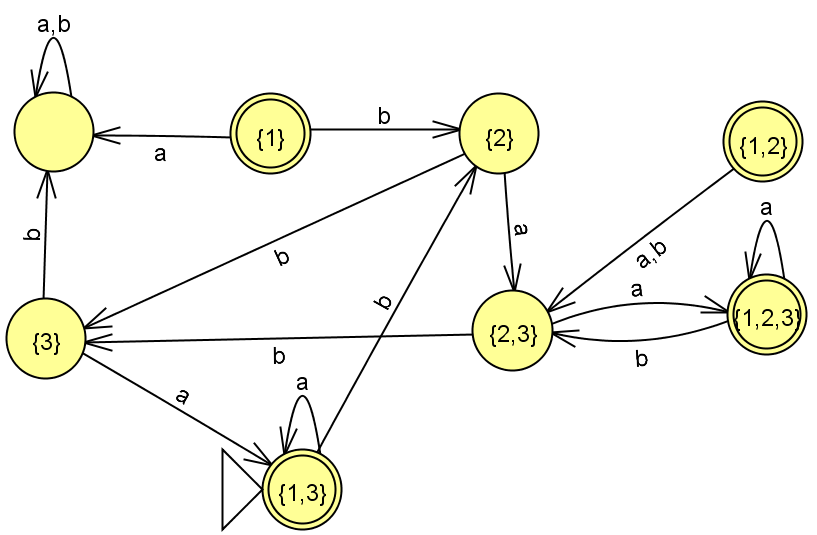 a,b
{1}
b
{2}
{1,2}
a
b
a
a
b
a,b
a
{3}
{2,3}
{1,2,3}
b
b
b
a
a
{1,3}